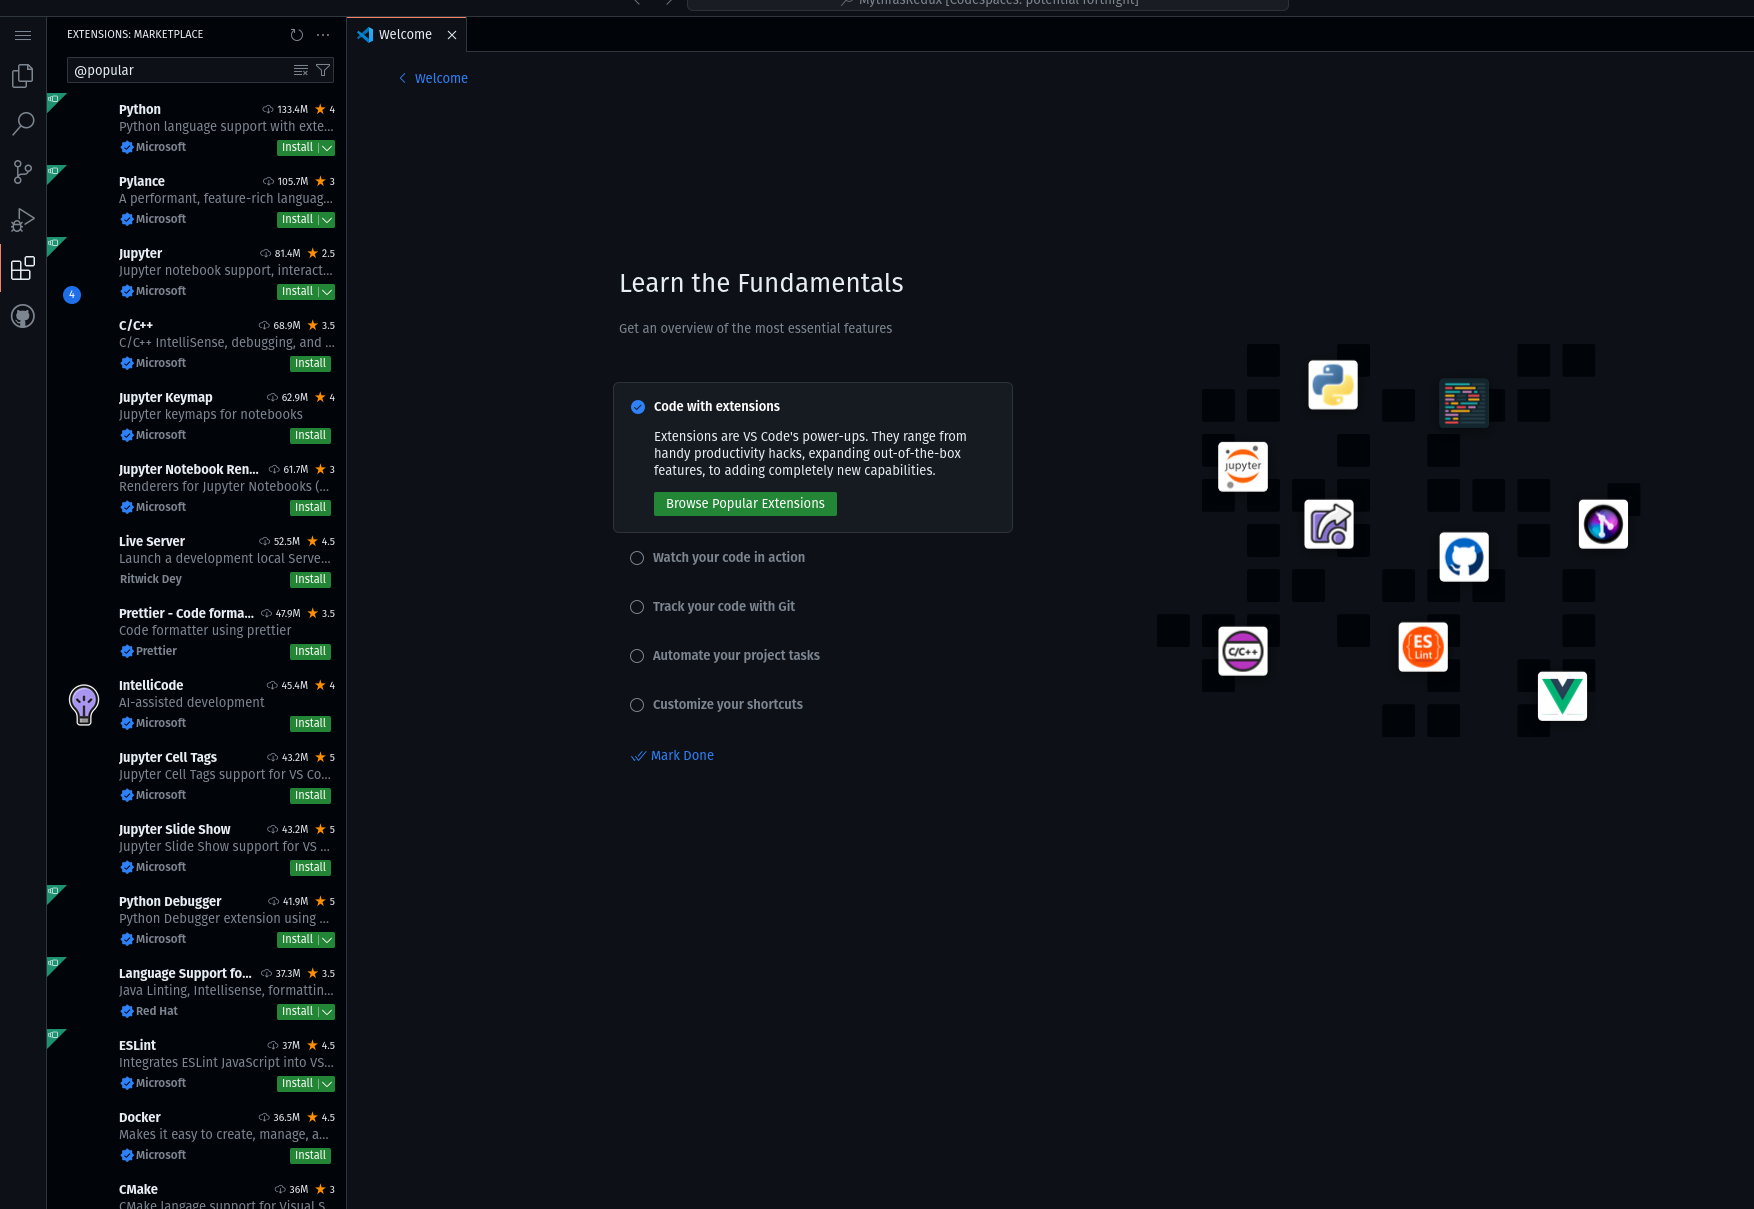 MythrasRedux [Codespaces: potential fortnight]
EXTENSIONS: MARKETPLACE
@popular
Python 133.4M 4
Python language support with exte...
Microsoft Install
Pylance 105.7M 3
A performant, feature-rich languag...
Microsoft Install
Jupyter 81.4M 2.5
Jupyter notebook support, interact...
4
Microsoft Install
C/C++ 68.9M 3.5
C/C++ IntelliSense, debugging, and ...
Microsoft Install
Jupyter Keymap 62.9M 4
Jupyter keymaps for notebooks
Microsoft Install
Jupyter Notebook Ren... 61.7M 3
Renderers for Jupyter Notebooks (...
Microsoft Install
Live Server 52.5M 4.5
Launch a development local Serve...
Ritwick Dey Install
Prettier - Code forma... 47.9M 3.5
Code formatter using prettier
Prettier Install
IntelliCode 45.4M 4
AI-assisted development
Microsoft Install
Jupyter Cell Tags 43.2M 5
Jupyter Cell Tags support for VS Co...
Microsoft Install
Jupyter Slide Show 43.2M 5
Jupyter Slide Show support for VS ...
Microsoft Install
Python Debugger 41.9M 5
Python Debugger extension using ...
Microsoft Install
Language Support fo... 37.3M 3.5
Java Linting, Intellisense, formattin...
Red Hat Install
ESLint 37M 4.5
Integrates ESLint JavaScript into VS...
Microsoft Install
Docker 36.5M 4.5
Makes it easy to create, manage, a...
Microsoft Install
CMake 36M 3
CMake langage support for Visual S...
Welcome
Welcome
Learn the Fundamentals
Get an overview of the most essential features
Code with extensions
Extensions are VS Code's power-ups. They range from
handy productivity hacks, expanding out-of-the-box
features, to adding completely new capabilities.
Browse Popular Extensions
Watch your code in action
Track your code with Git
Automate your project tasks
Customize your shortcuts
Mark Done
jupyter
C/C++
ES
Lint